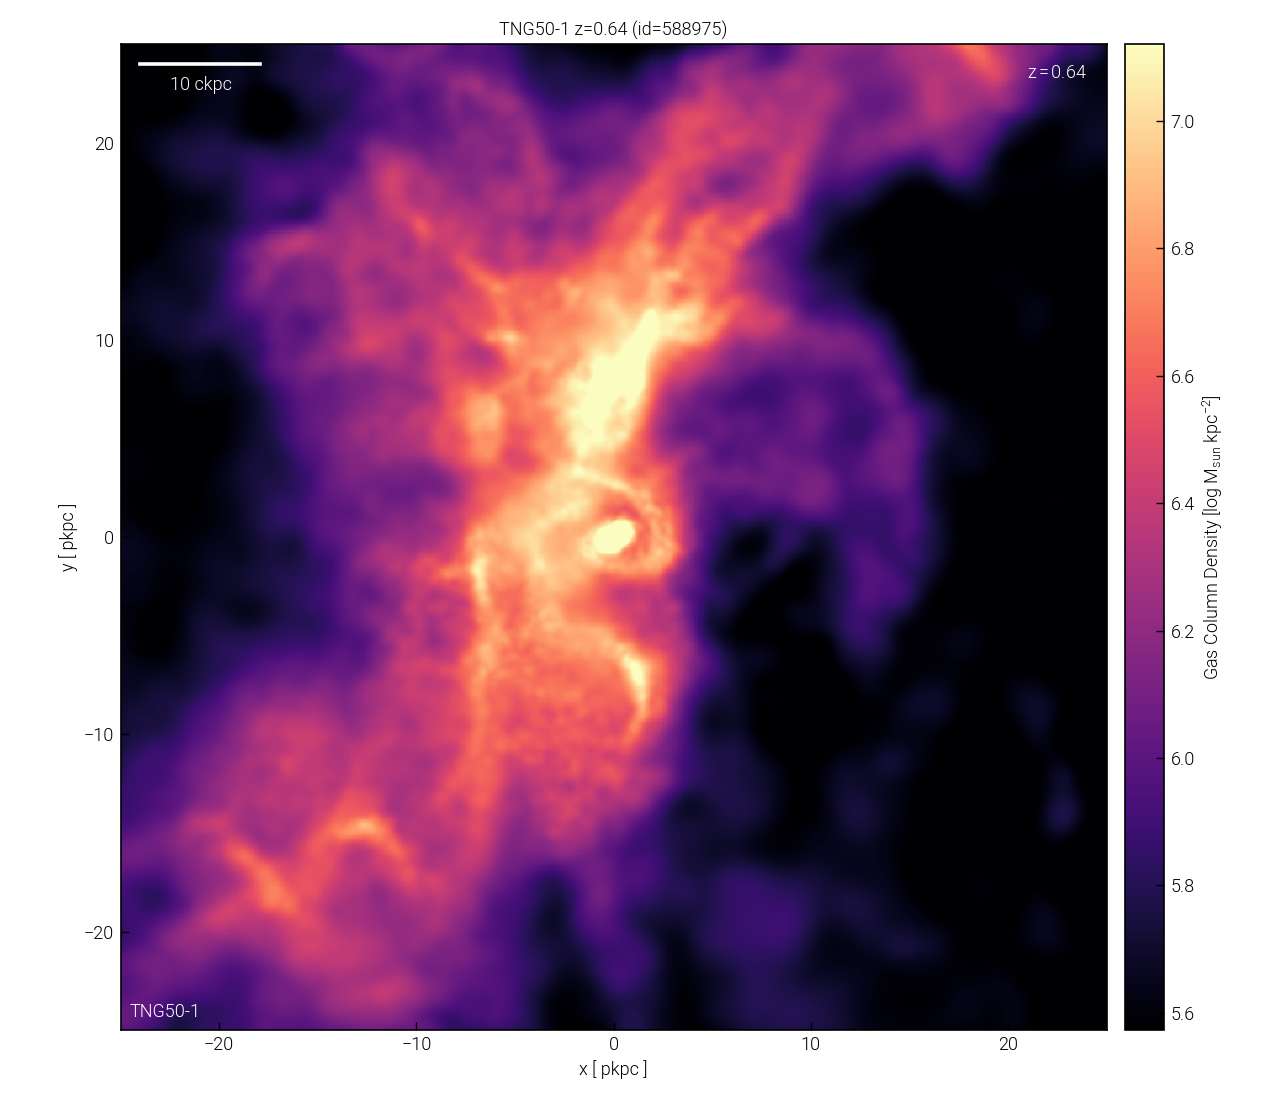 TNG50-1 z=0.64 (id=588975)
10 ckpc
z=0.64
TNG50-1
20
10
0
−10
−20
y [ pkpc ]
−20
−10
0
10
20
x [ pkpc ]
7.0
6.8
6.6
6.4
6.2
6.0
5.8
5.6
Gas Column Density [log M_sun kpc⁻²]